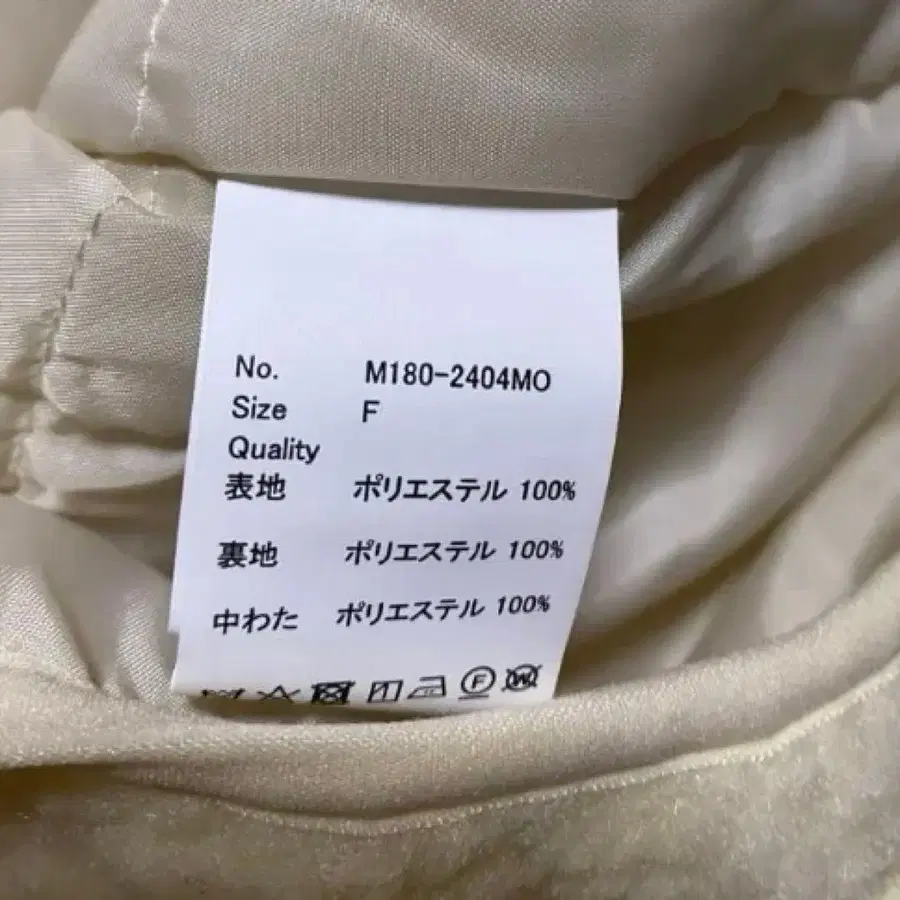 No. M180-2404MO
Size F
Quality
表地 ポリエステル 100%
裏地 ポリエステル 100%
中わた ポリエステル 100%
F W